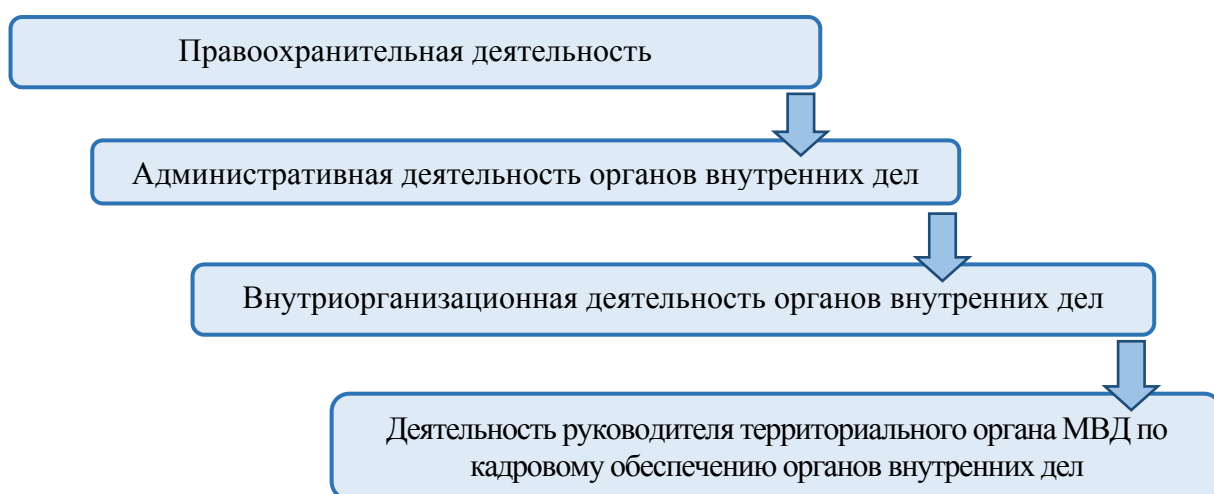 Правоохранительная деятельность
Административная деятельность органов внутренних дел
Внутриорганизационная деятельность органов внутренних дел
Деятельность руководителя территориального органа МВД по
кадровому обеспечению органов внутренних дел